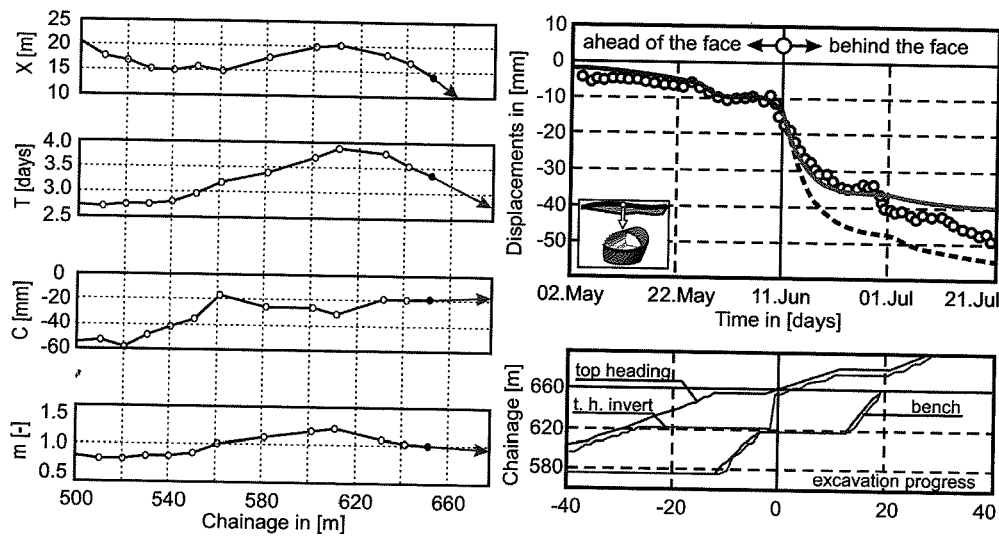 25
20
15
10
X [m]
4.0
3.5
3.0
2.5
T [days]
0
-20
-40
-60
C [mm]
1.5
1.0
0.5
m [-]
500 540 580 620 660
Chainage in [m]
ahead of the face
behind the face
0
-10
-20
-30
-40
-50
Displacements in [mm]
02.May 22.May 11.Jun 01.Jul 21.Jul
Time in [days]
top heading
t. h. invert
bench
excavation progress
660
620
580
Chainage [m]
-40 -20 0 20 40